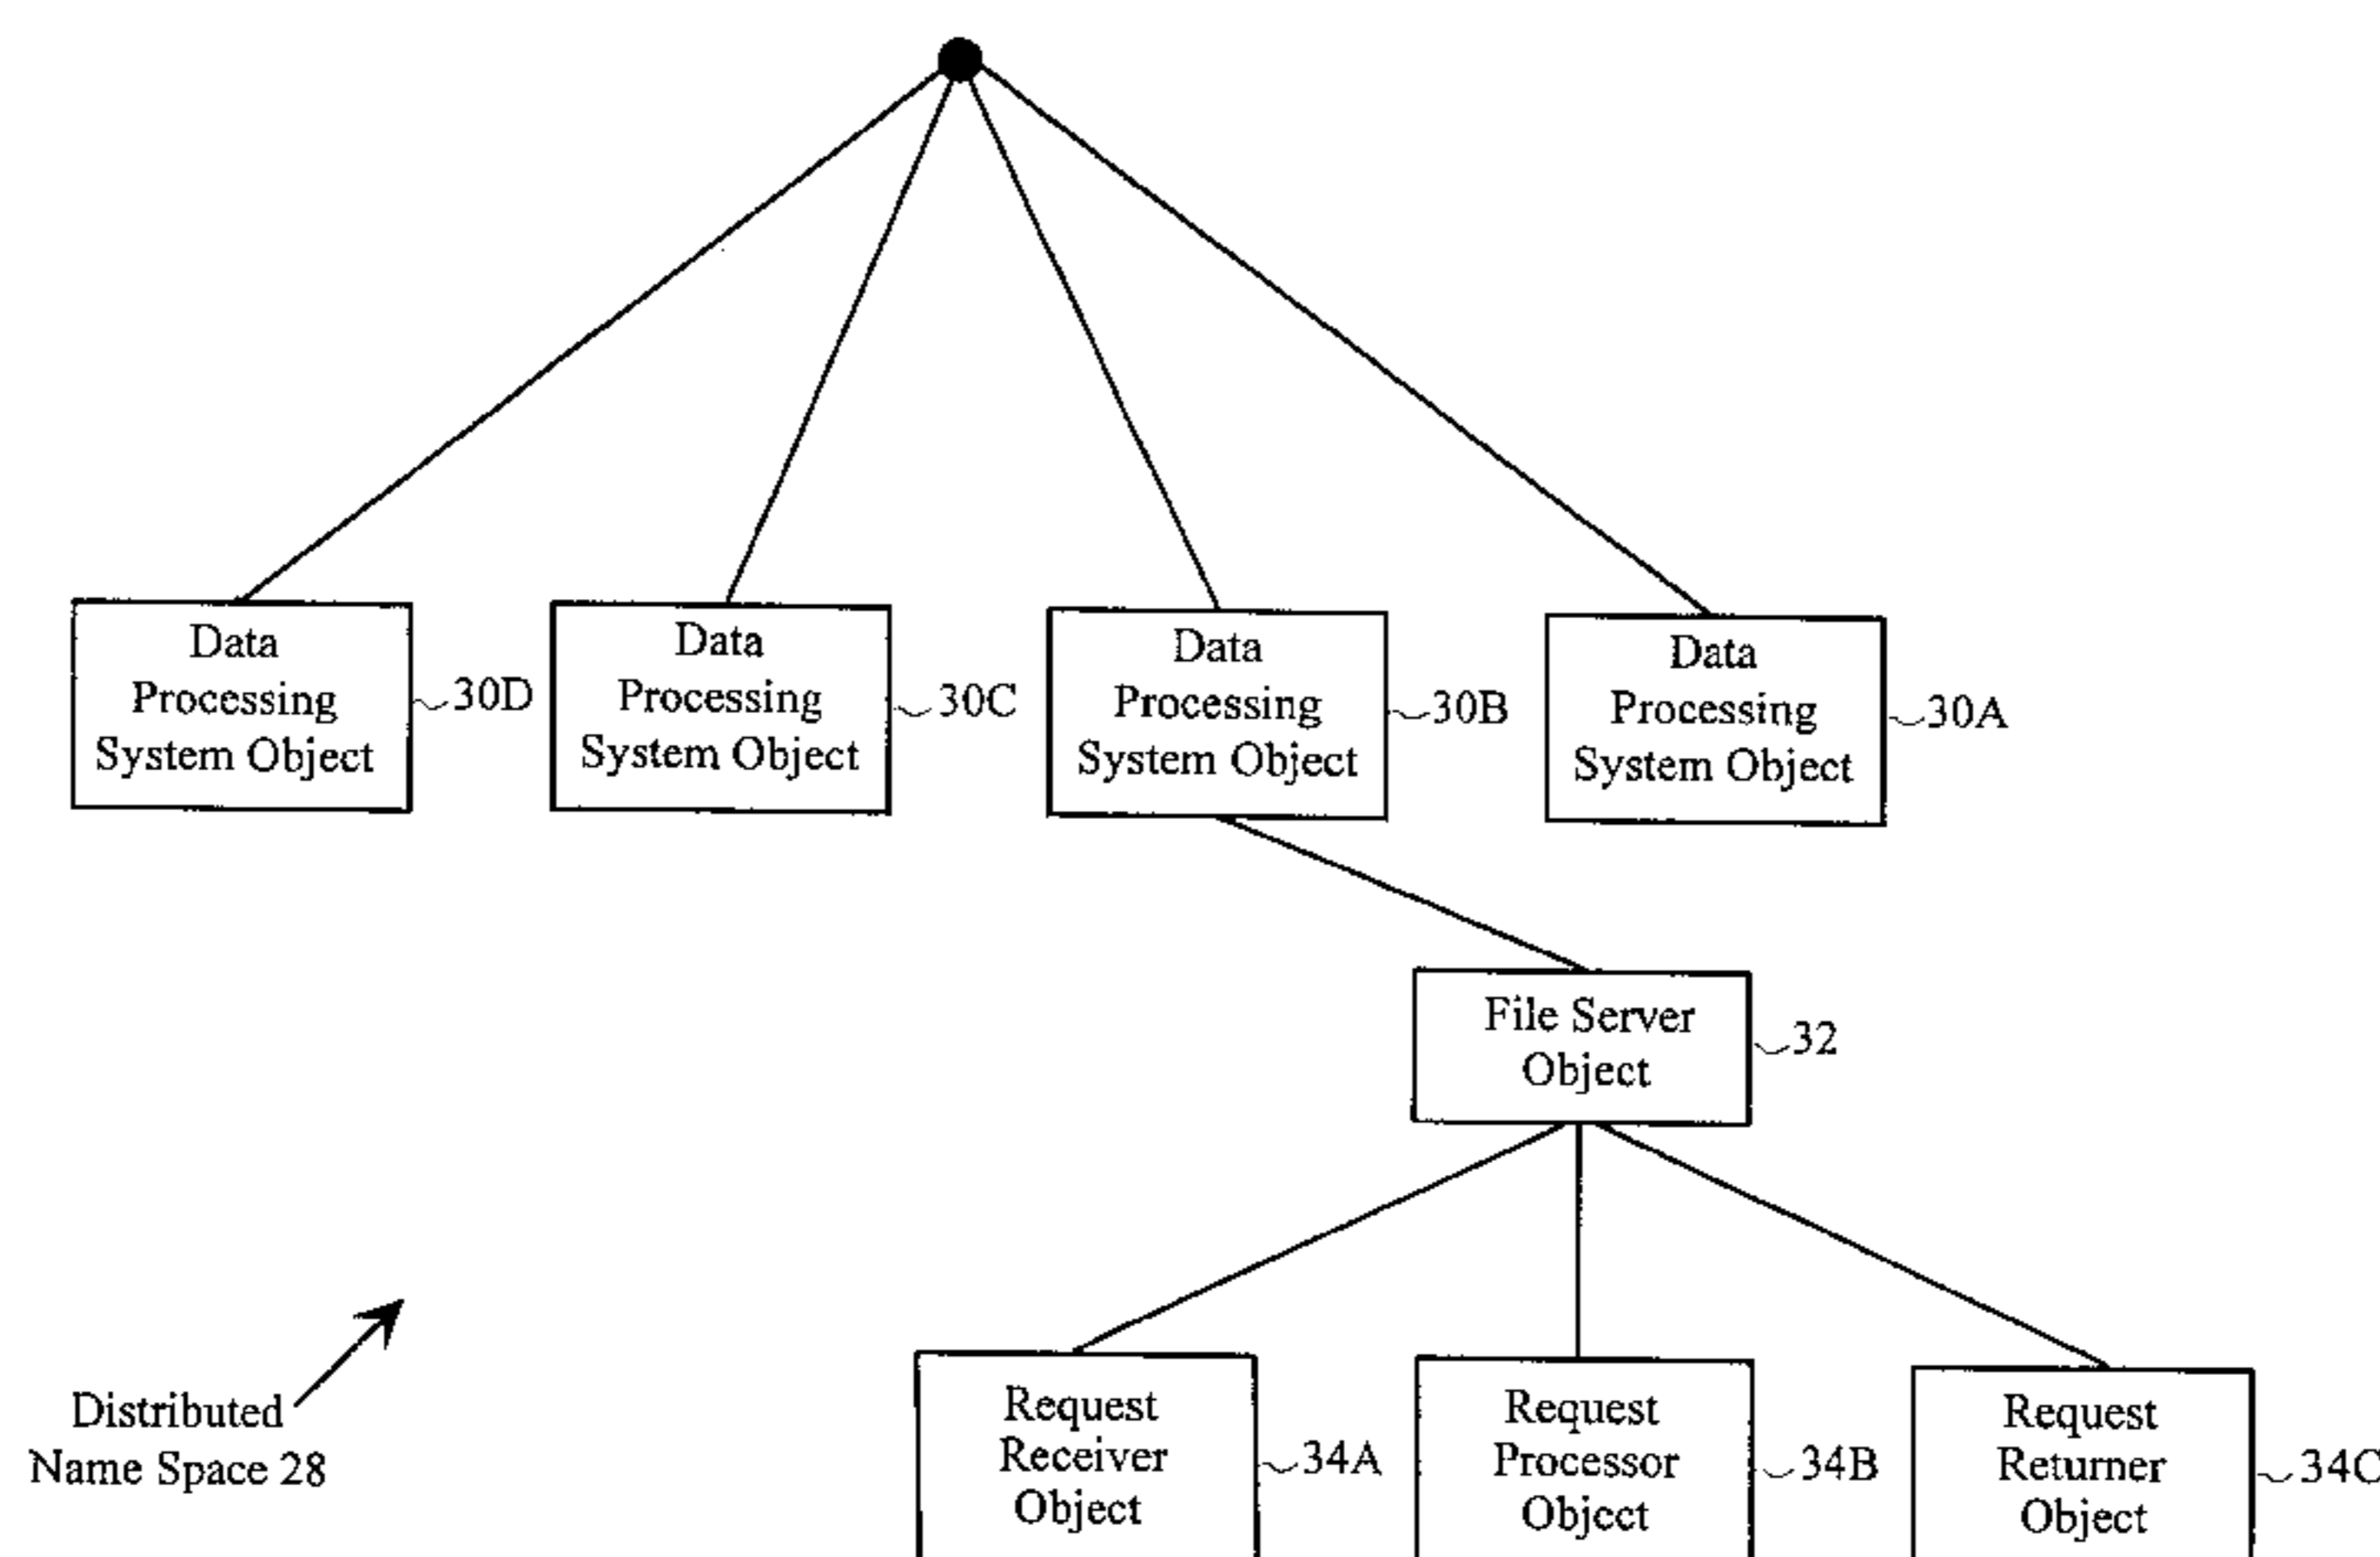 Data
Processing
System Object
30D
Data
Processing
System Object
30C
Data
Processing
System Object
30B
Data
Processing
System Object
30A
File Server
Object
32
Distributed
Name Space 28
Request
Receiver
Object
34A
Request
Processor
Object
34B
Request
Returner
Object
34C